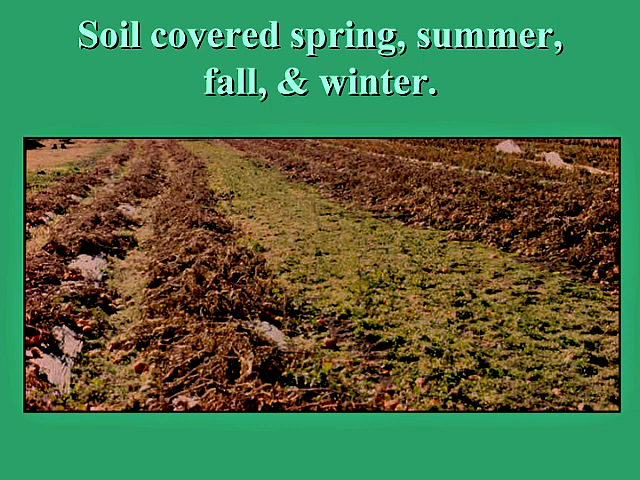 Soil covered spring, summer,
fall, & winter.